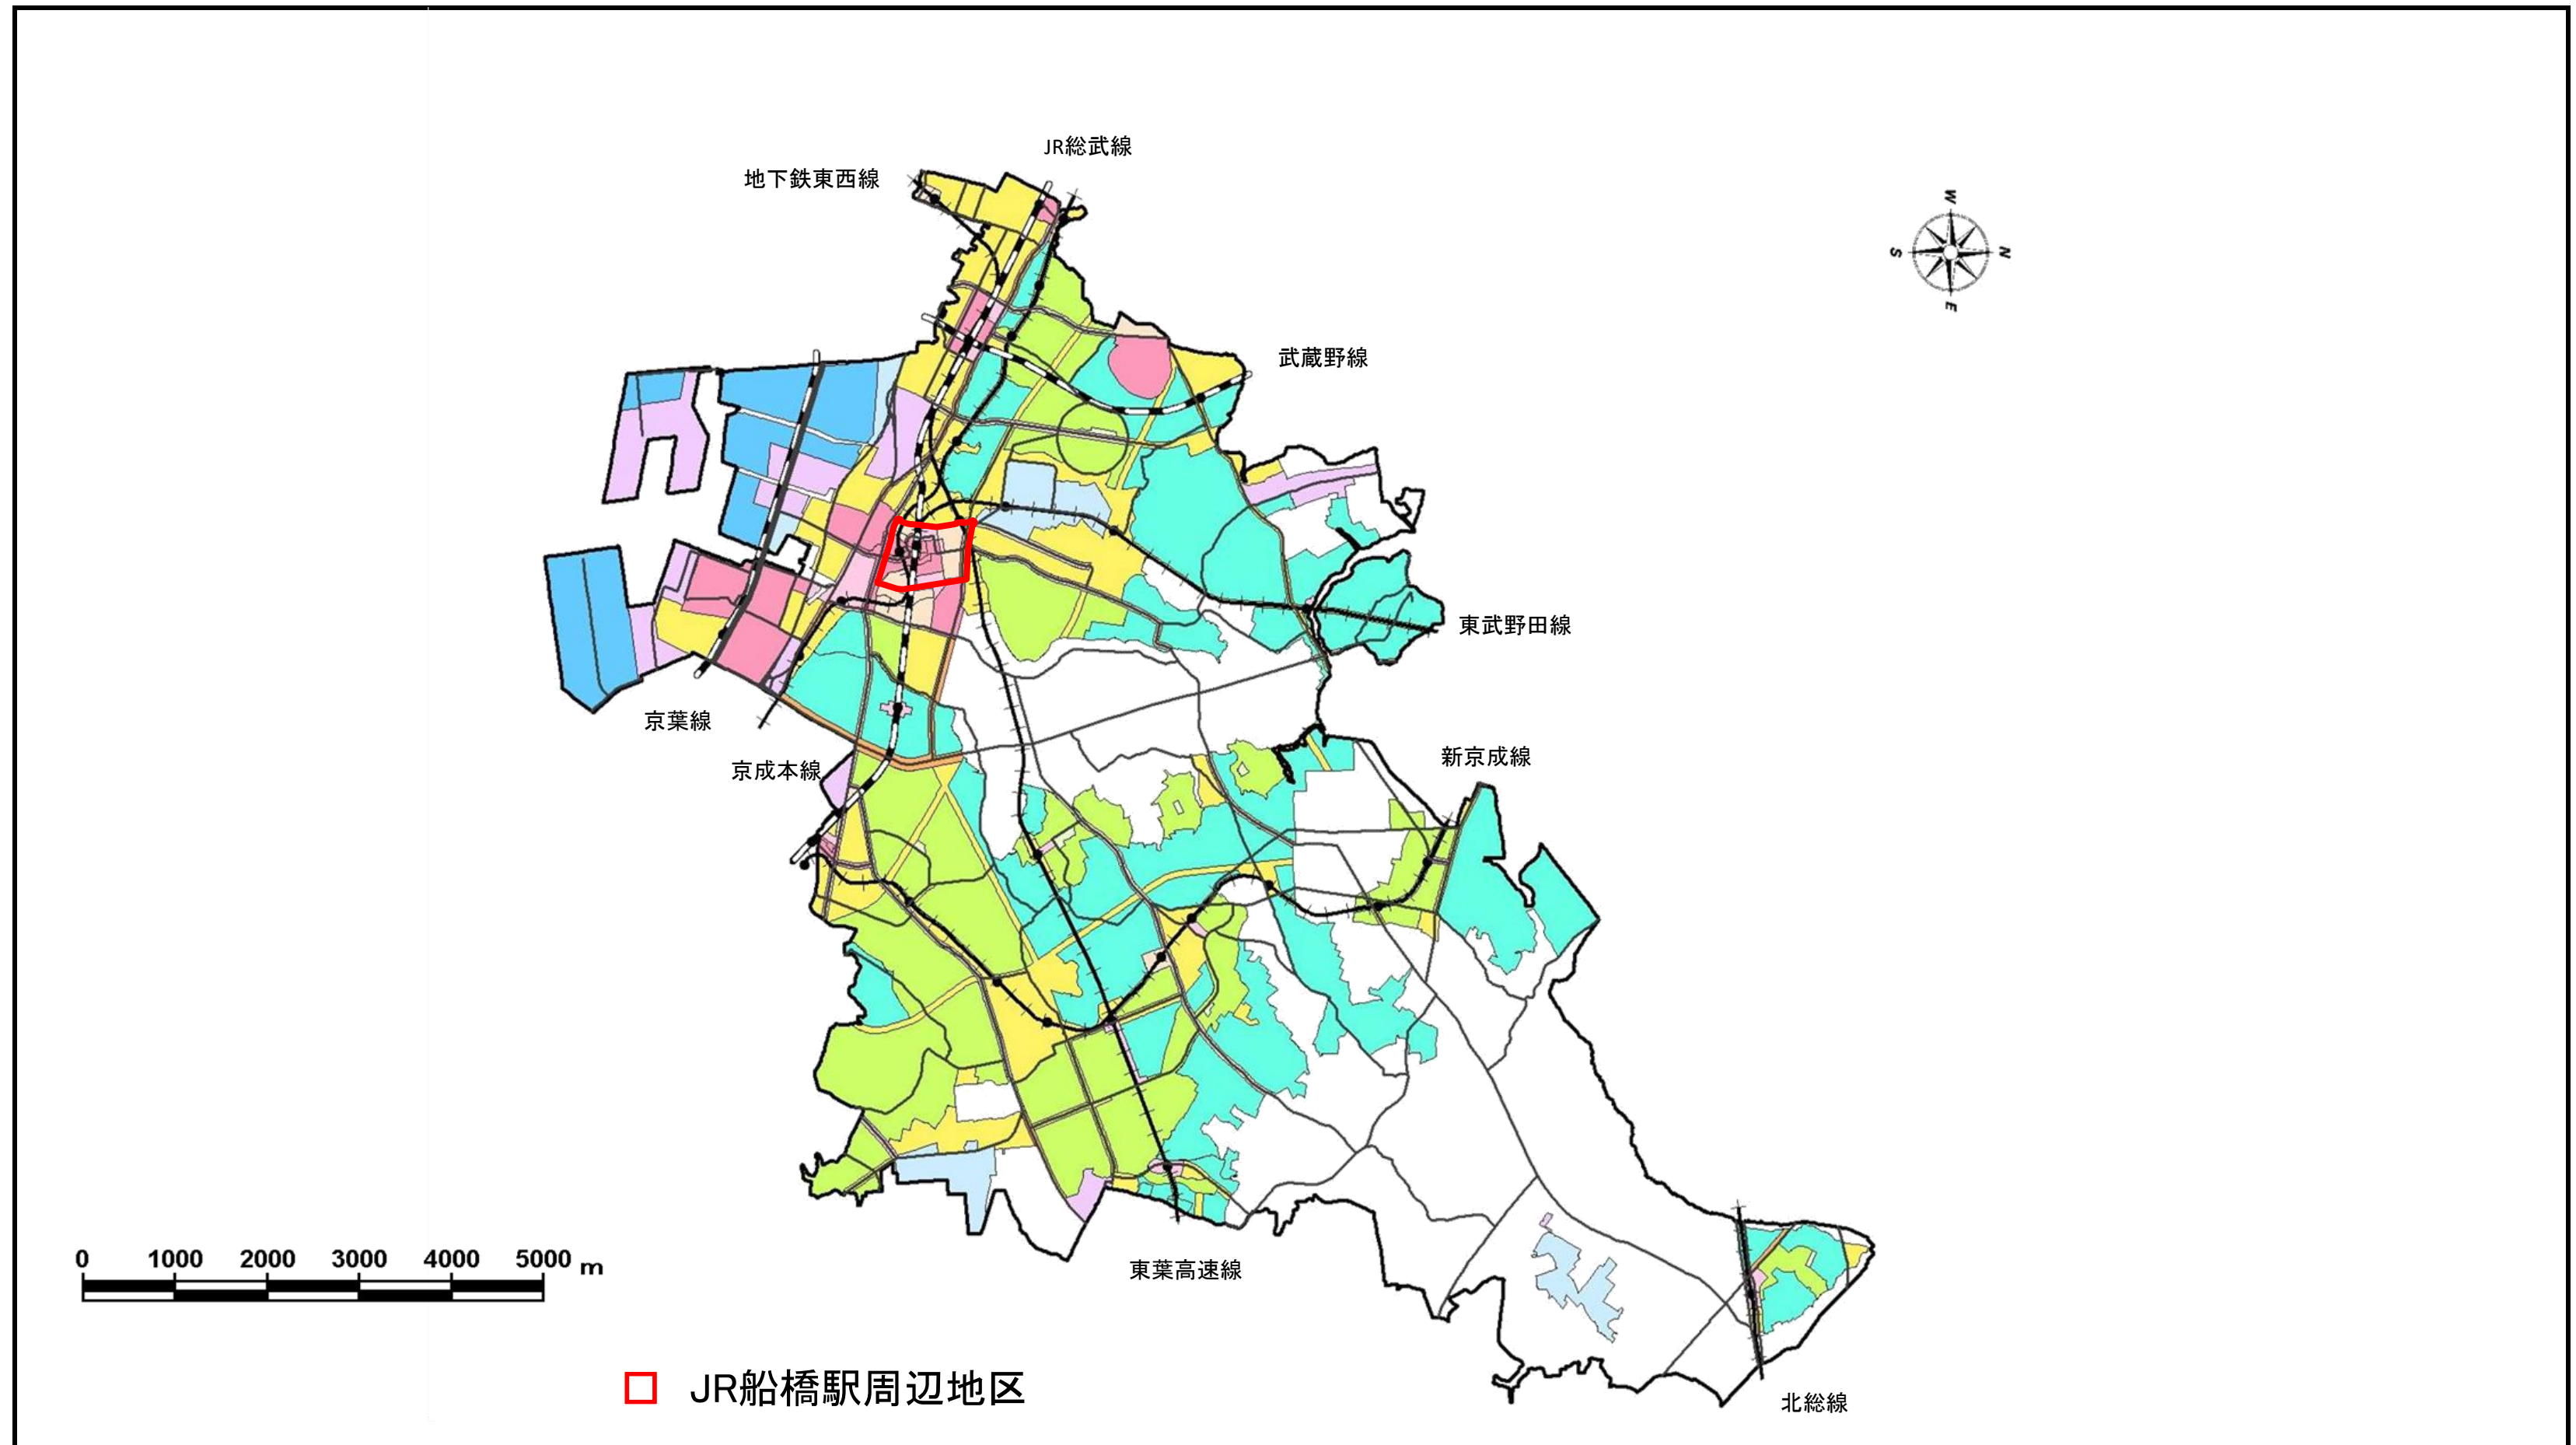 JR総武線
地下鉄東西線
W
S
N
E
武蔵野線
東武野田線
京葉線
京成本線
新京成線
0 1000 2000 3000 4000 5000 m
東葉高速線
JR船橋駅周辺地区
北総線